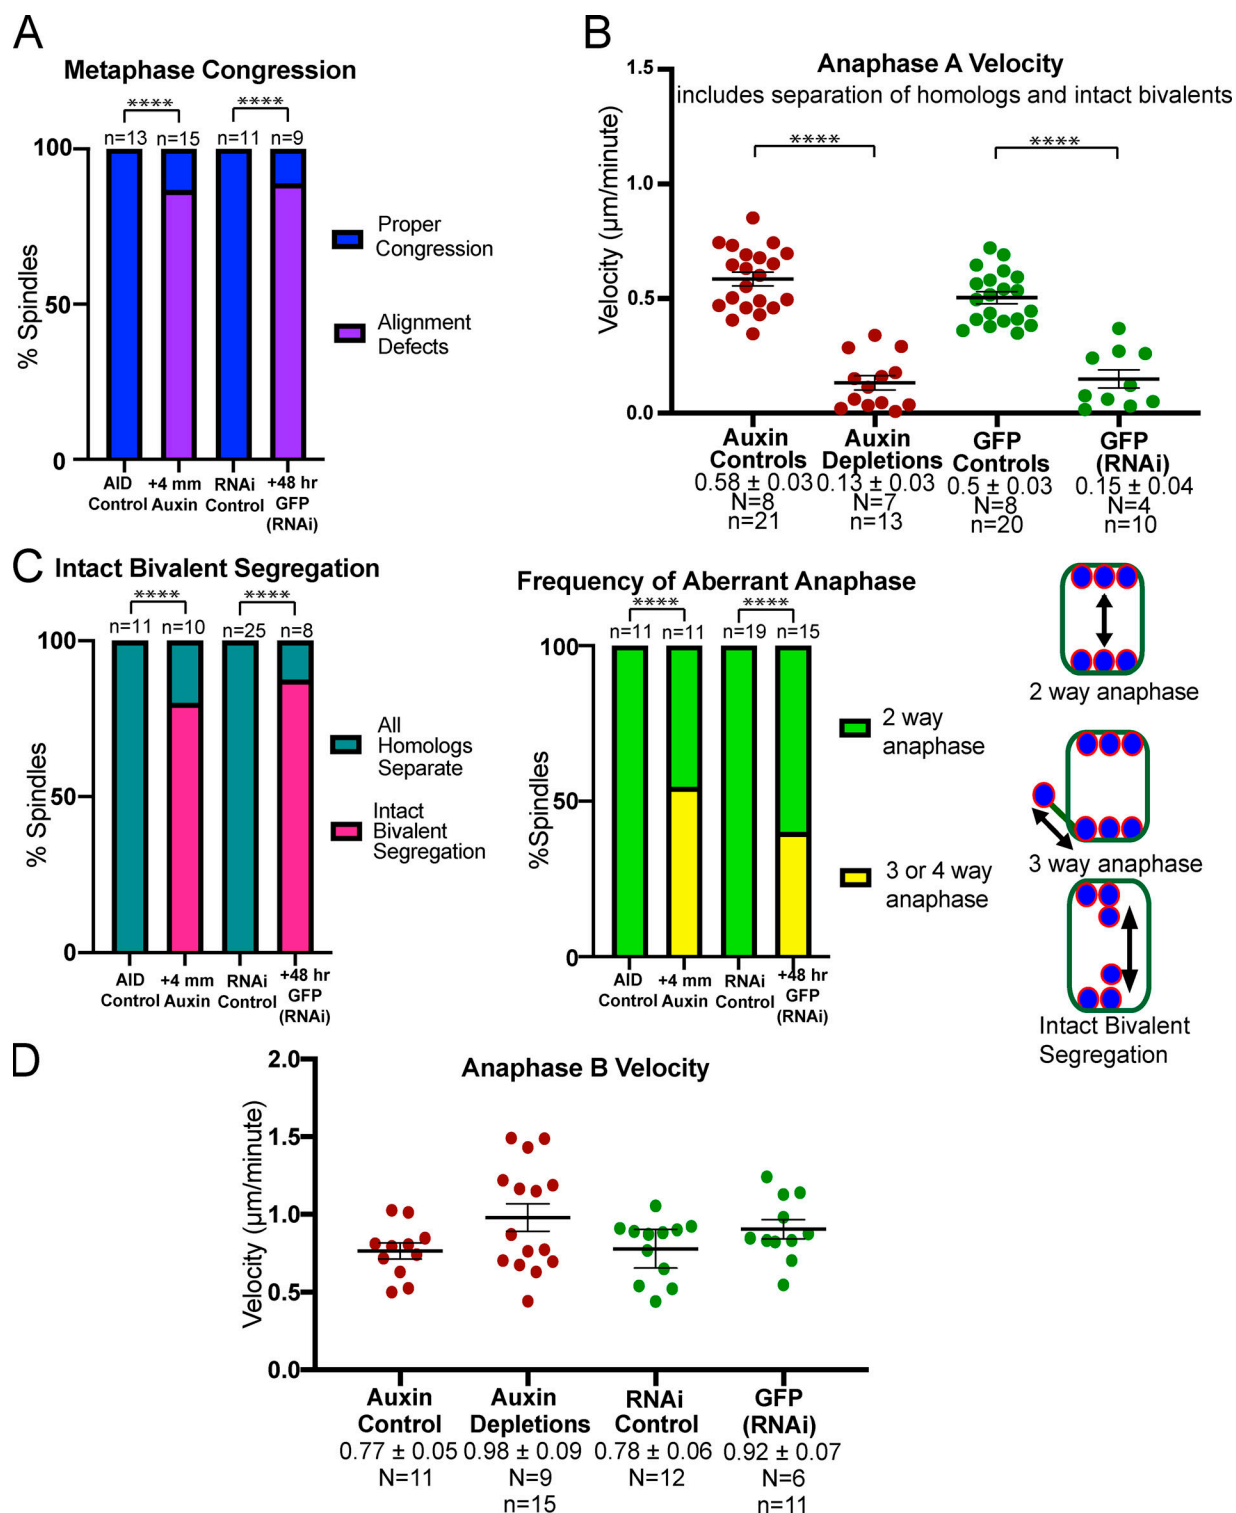 A
Metaphase Congression
**** ****
n=13 n=15 n=11 n=9
100
50
0
% Spindles
Proper
Congression
Alignment
Defects
AID
Control
+4 mm
Auxin
RNAi
Control
+48 hr
GFP
(RNAi)
B
Anaphase A Velocity
includes separation of homologs and intact bivalents
**** ****
1.5
1.0
0.5
0.0
Velocity (µm/minute)
Auxin
Controls
0.58 ± 0.03
N=8
n=21
Auxin
Depletions
0.13 ± 0.03
N=7
n=13
GFP
Controls
0.5 ± 0.03
N=8
n=20
GFP
(RNAi)
0.15 ± 0.04
N=4
n=10
C
Intact Bivalent Segregation
**** ****
n=11 n=10 n=25 n=8
100
50
0
% Spindles
All
Homologs
Separate
Intact
Bivalent
Segregation
AID
Control
+4 mm
Auxin
RNAi
Control
+48 hr
GFP
(RNAi)
Frequency of Aberrant Anaphase
**** ****
n=11 n=11 n=19 n=15
100
50
0
%Spindles
2 way
anaphase
3 or 4 way
anaphase
AID
Control
+4 mm
Auxin
RNAi
Control
+48 hr
GFP
(RNAi)
2 way anaphase
3 way anaphase
Intact Bivalent
Segregation
D
Anaphase B Velocity
2.0
1.5
1.0
0.5
0.0
Velocity (µm/minute)
Auxin
Control
0.77 ± 0.05
N=11
Auxin
Depletions
0.98 ± 0.09
N=9
n=15
RNAi
Control
0.78 ± 0.06
N=12
GFP
(RNAi)
0.92 ± 0.07
N=6
n=11